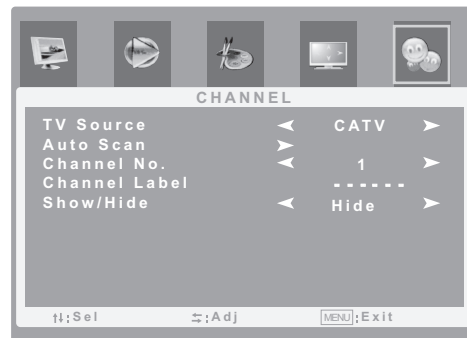 CHANNEL
TV Source CATV
Auto Scan
Channel No. 1
Channel Label ------
Show/Hide Hide
↑↓:Sel ⇆:Adj MENU:Exit